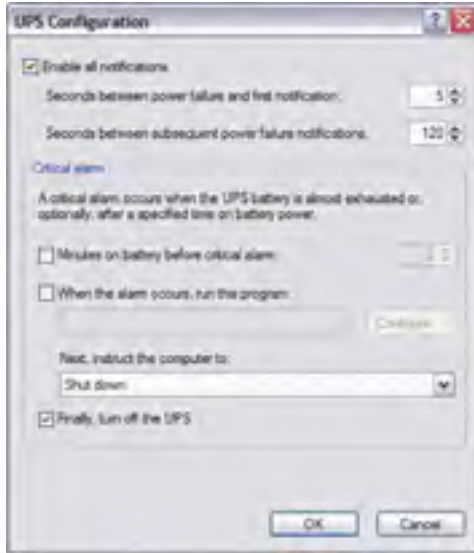 UPS Configuration
Enable all notifications
Seconds between power failure and first notification:
5
Seconds between subsequent power failure notifications:
120
Critical alarm
A critical alarm occurs when the UPS battery is almost exhausted or, optionally, after a specified time on battery power.
Minutes on battery before critical alarm:
When the alarm occurs, run this program:
Configure...
Next, instruct the computer to:
Shut down
Finally, turn off the UPS
OK
Cancel